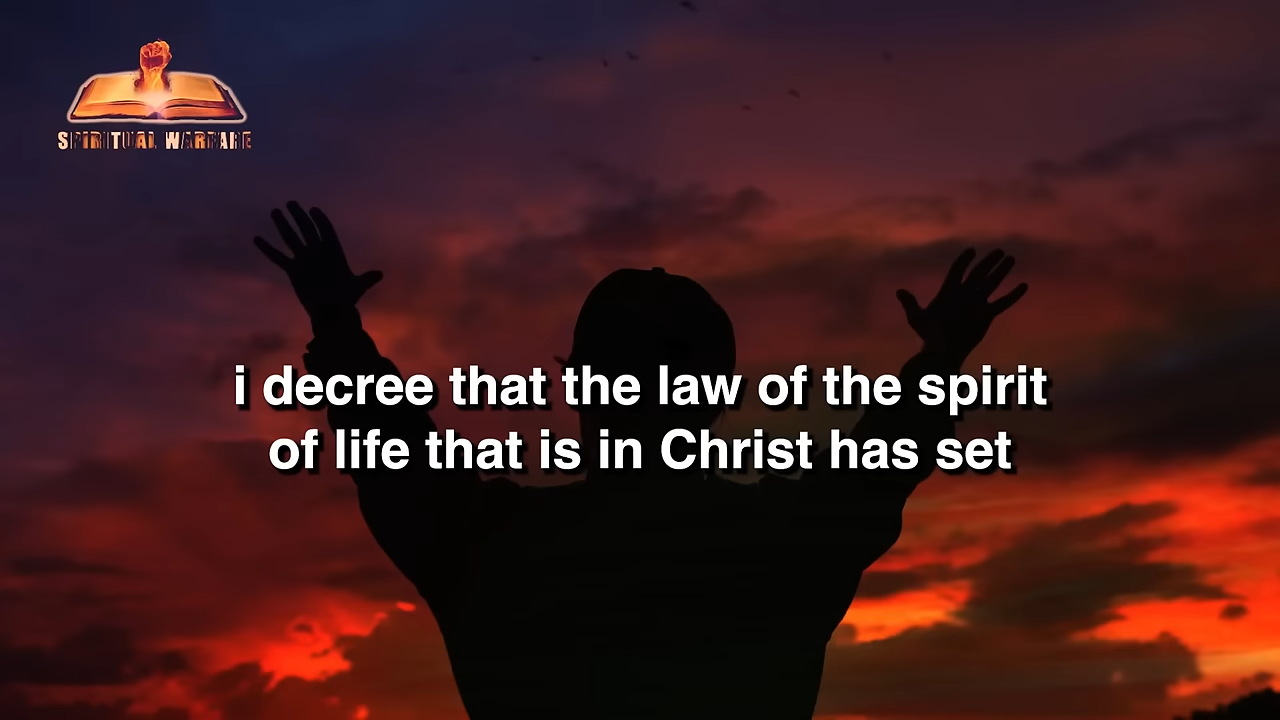 SPIRITUAL WARFARE
i decree that the law of the spirit
of life that is in Christ has set